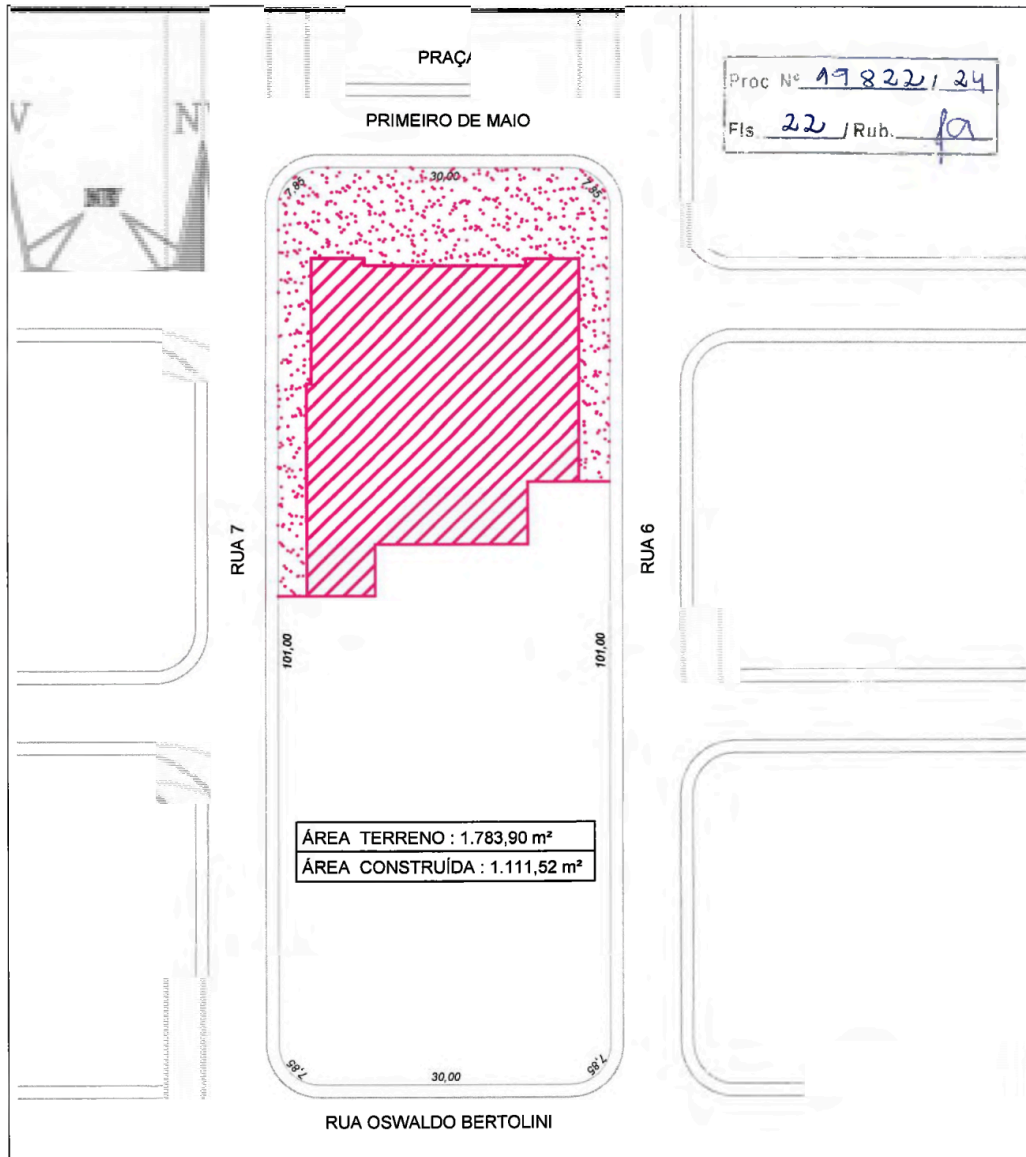 PRAÇA
PRIMEIRO DE MAIO
Proc Nº 19822 / 24
Fls. 22 / Rub.
7,85
30,00
7,85
RUA 7
RUA 6
101,00
101,00
ÁREA TERRENO : 1.783,90 m²
ÁREA CONSTRUÍDA : 1.111,52 m²
7,85
30,00
7,85
RUA OSWALDO BERTOLINI